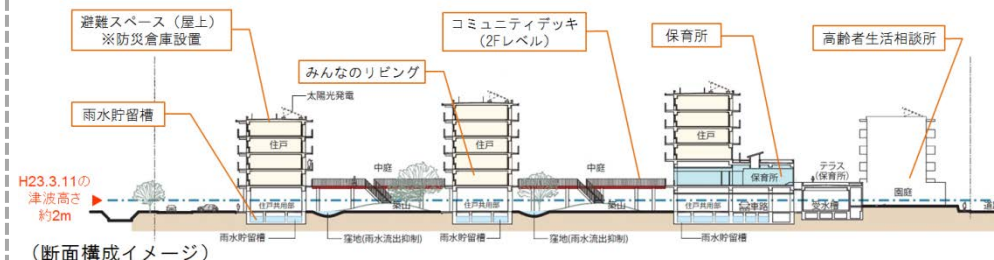 避難スペース（屋上）
※防災倉庫設置
コミュニティデッキ
（2Fレベル）
保育所
高齢者生活相談所
みんなのリビング
太陽光発電
雨水貯留槽
住戸
住戸
住戸
中庭
中庭
テラス
(保育所)
保育所
H23.3.11の
津波高さ
約2m
住戸共用部
築山
住戸共用部
築山
住戸共用部
受水槽
園庭
雨水貯留槽
窪地(雨水流出抑制)
雨水貯留槽
窪地(雨水流出抑制)
雨水貯留槽
（断面構成イメージ）